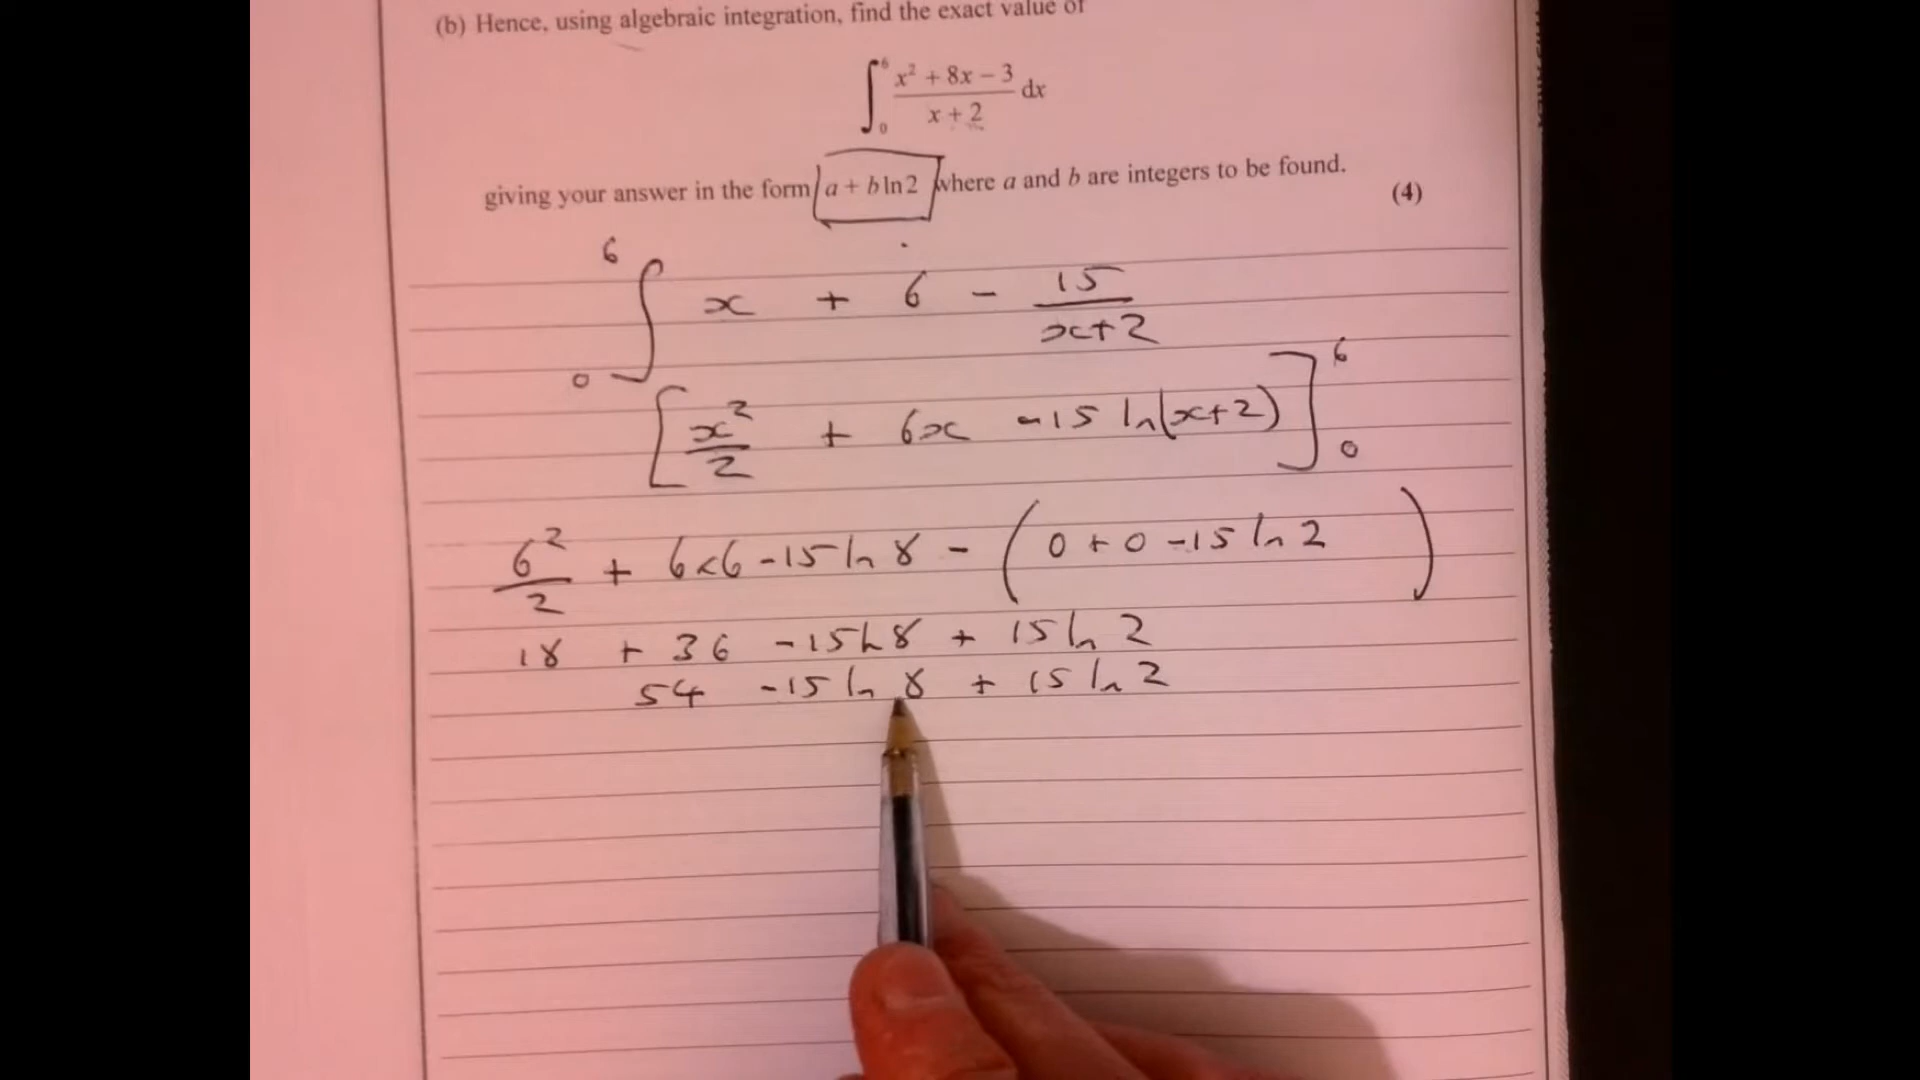 (b) Hence, using algebraic integration, find the exact value of
∫₀⁶ (x² + 8x − 3)/(x + 2) dx
giving your answer in the form a + b ln 2 where a and b are integers to be found.
(4)
∫₀⁶ x + 6 − 15/(x+2)
[x²/2 + 6x − 15 ln(x+2)]₀⁶
6²/2 + 6×6 − 15 ln 8 − (0 + 0 − 15 ln 2)
18 + 36 − 15 ln 8 + 15 ln 2
54 − 15 ln 8 + 15 ln 2